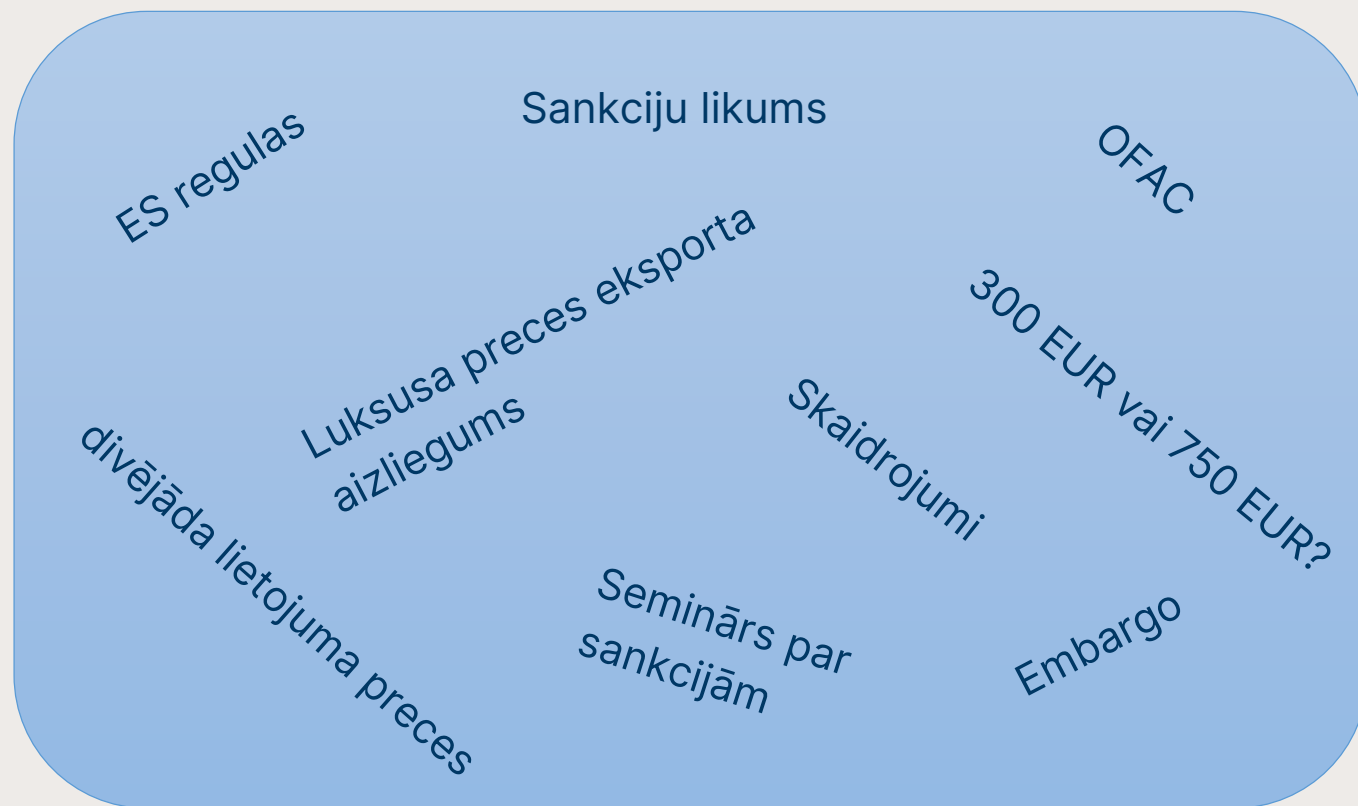 Sankciju likums
ES regulas
OFAC
Luksusa preces eksporta
aizliegums
300 EUR vai 750 EUR?
Skaidrojumi
divējāda lietojuma preces
Seminārs par
sankcijām
Embargo